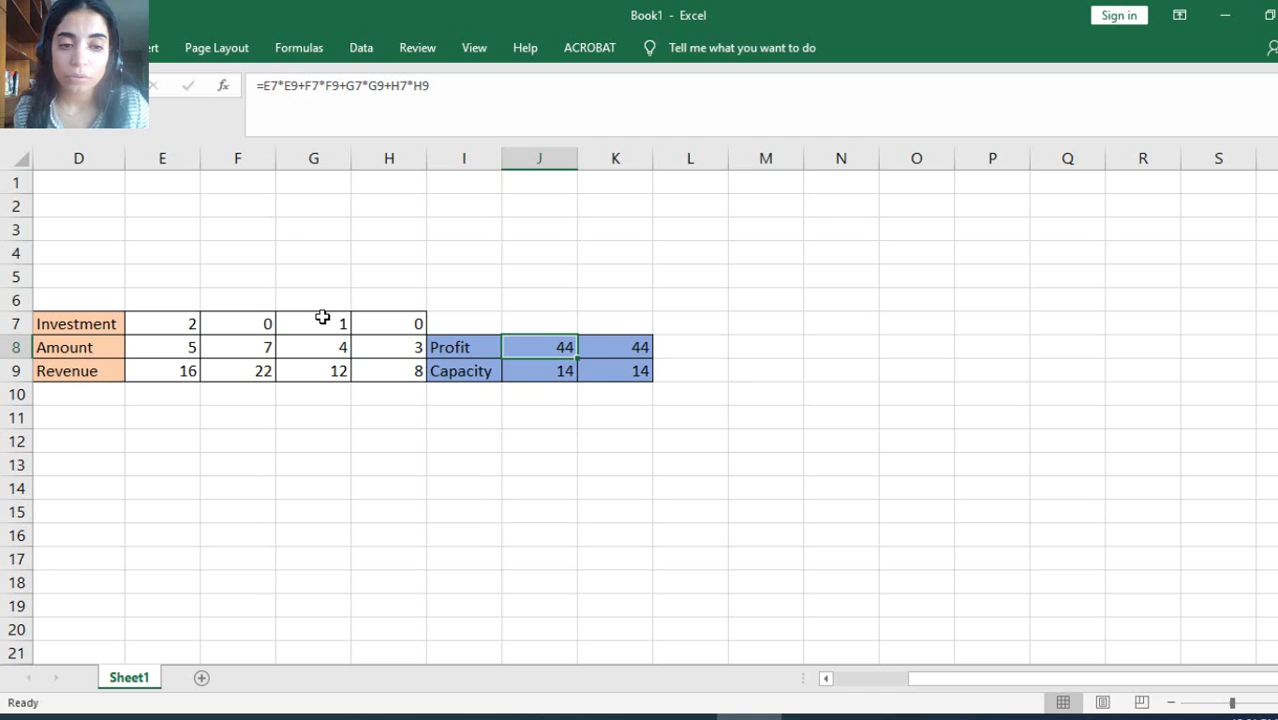 Book1 - Excel
Sign in
ert Page Layout Formulas Data Review View Help ACROBAT Tell me what you want to do
fx =E7*E9+F7*F9+G7*G9+H7*H9
D E F G H I J K L M N O P Q R S
1
2
3
4
5
6
7 Investment 2 0 1 0
8 Amount 5 7 4 3 Profit 44 44
9 Revenue 16 22 12 8 Capacity 14 14
10
11
12
13
14
15
16
17
18
19
20
21
Sheet1
Ready